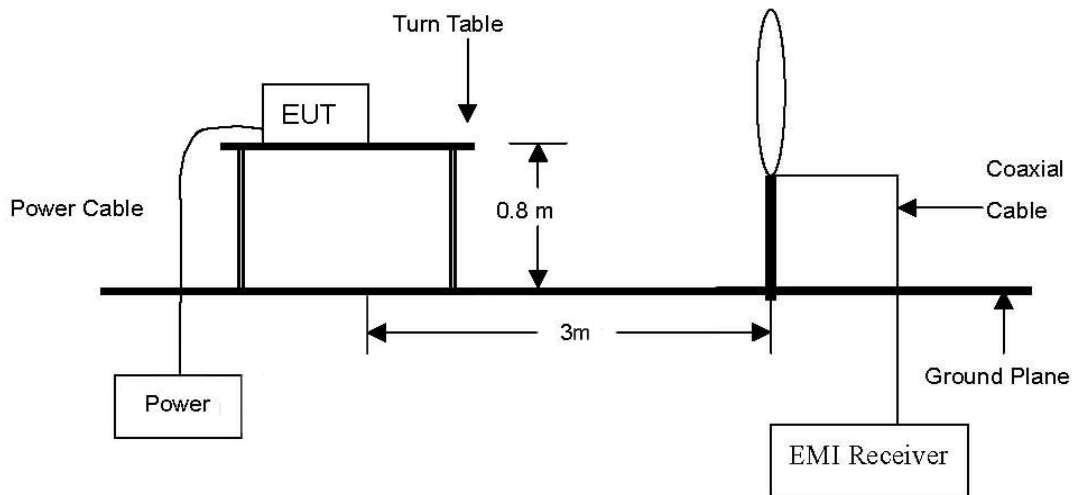 Turn Table
EUT
Coaxial
Cable
Power Cable
0.8 m
3m
Ground Plane
Power
EMI Receiver